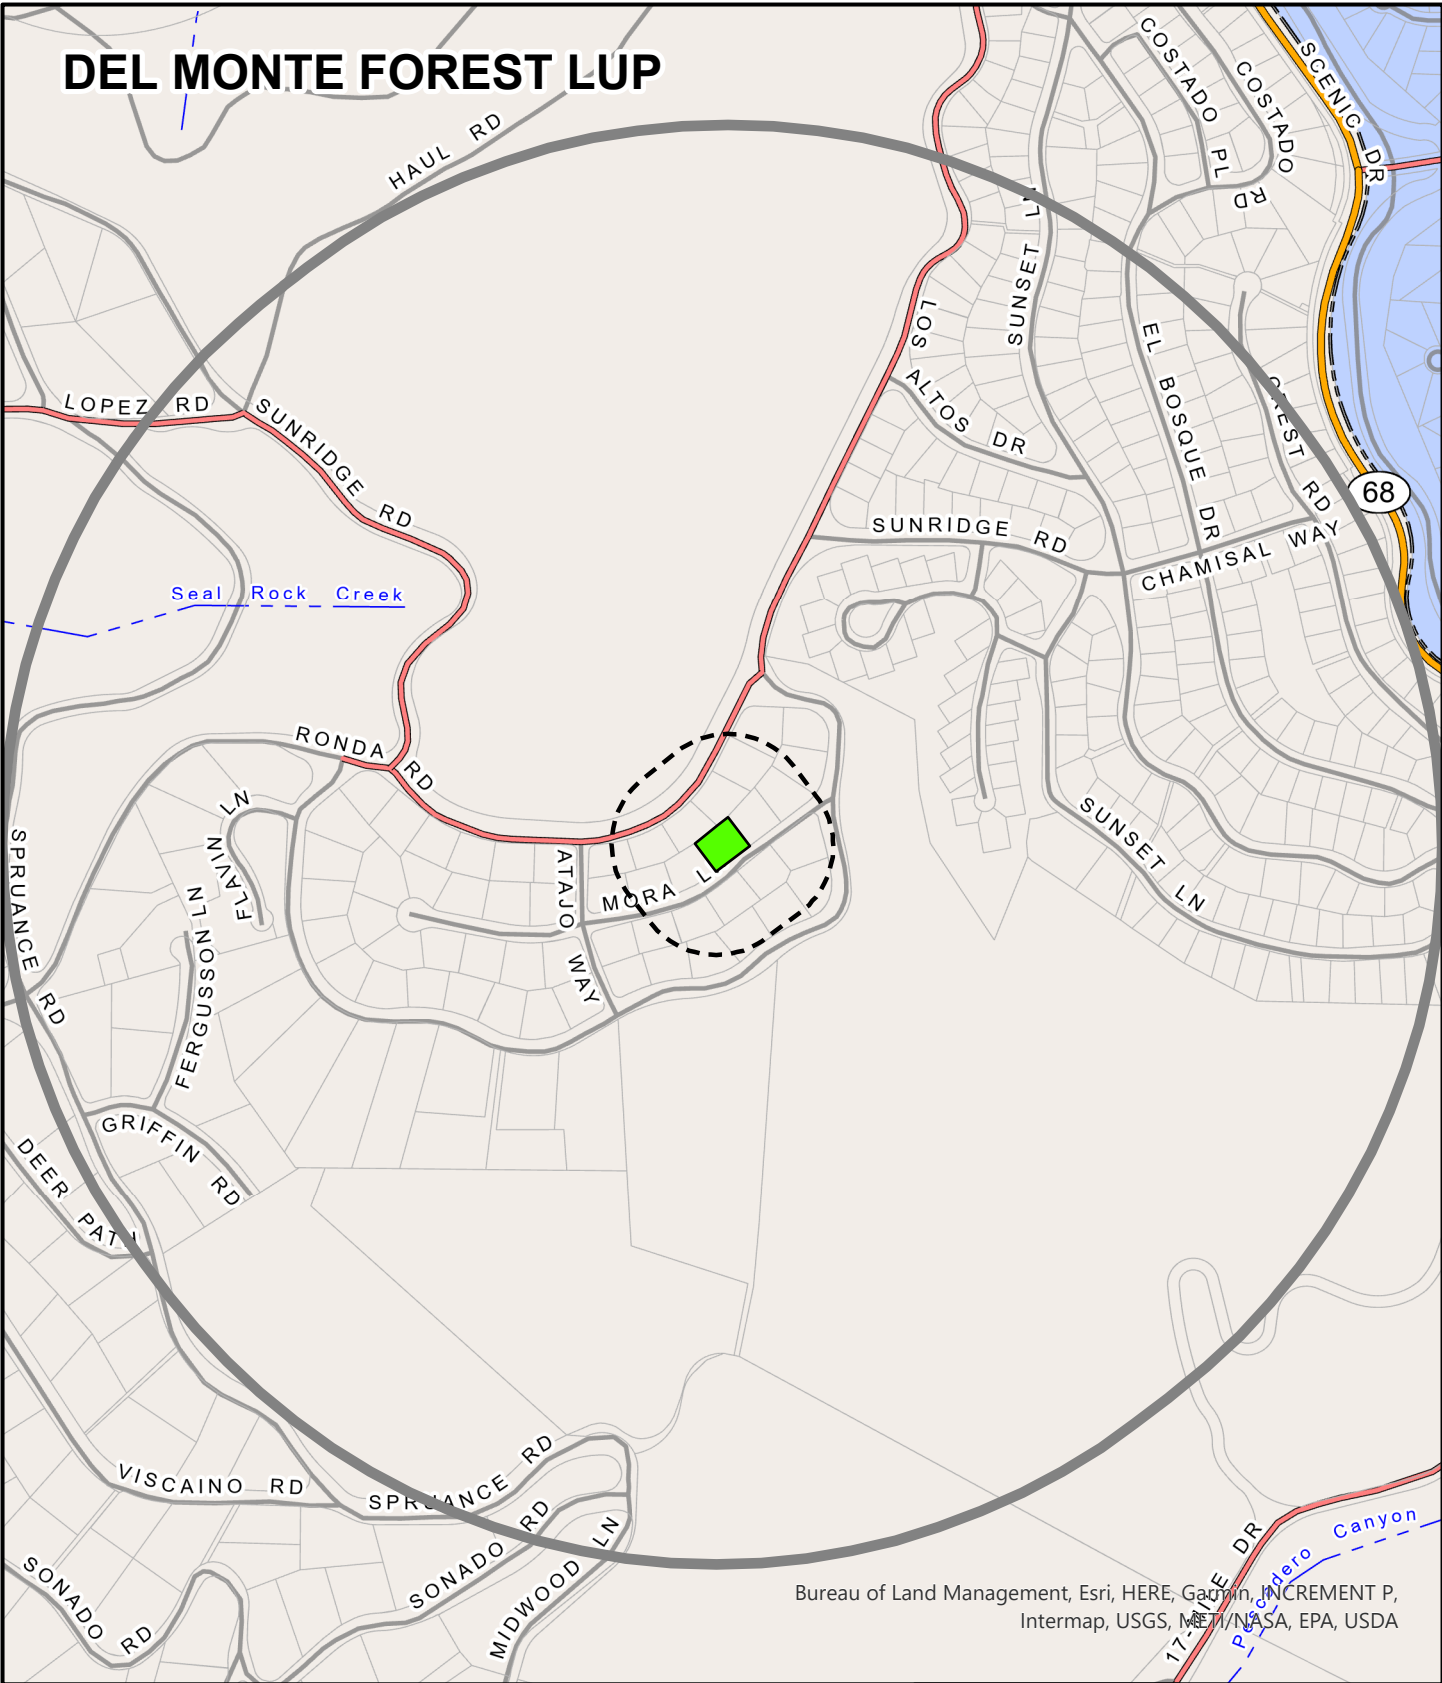 DEL MONTE FOREST LUP
HAUL RD
COSTADO PL
COSTADO RD
SCENIC DR
LOPEZ RD
SUNRIDGE RD
SUNSET LN
LOS ALTOS DR
EL BOSQUE DR
CREST RD
68
SUNRIDGE RD
CHAMISAL WAY
Seal Rock Creek
RONDA RD
FLAVIN LN
FERGUSSON LN
SPRUANCE RD
ATAJO WAY
MORA
SUNSET LN
GRIFFIN RD
DEER PATH
VISCAINO RD
SPRUANCE RD
SONADO RD
SONADO RD
MIDWOOD LN
17-MILE DR
Pescadero Canyon
Bureau of Land Management, Esri, HERE, Garmin, INCREMENT P,
Intermap, USGS, METI/NASA, EPA, USDA